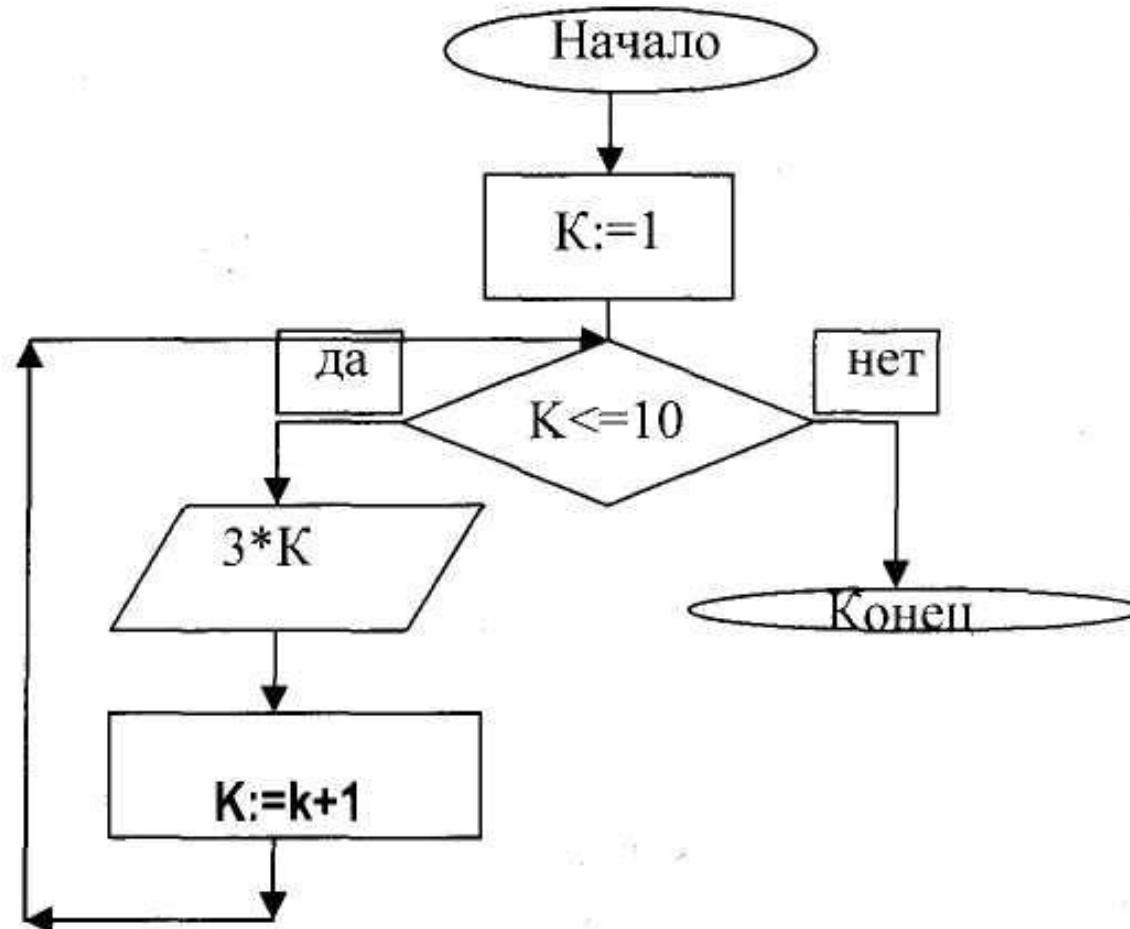 Начало
К:=1
да
нет
K<=10
3*К
Конец
K:=k+1